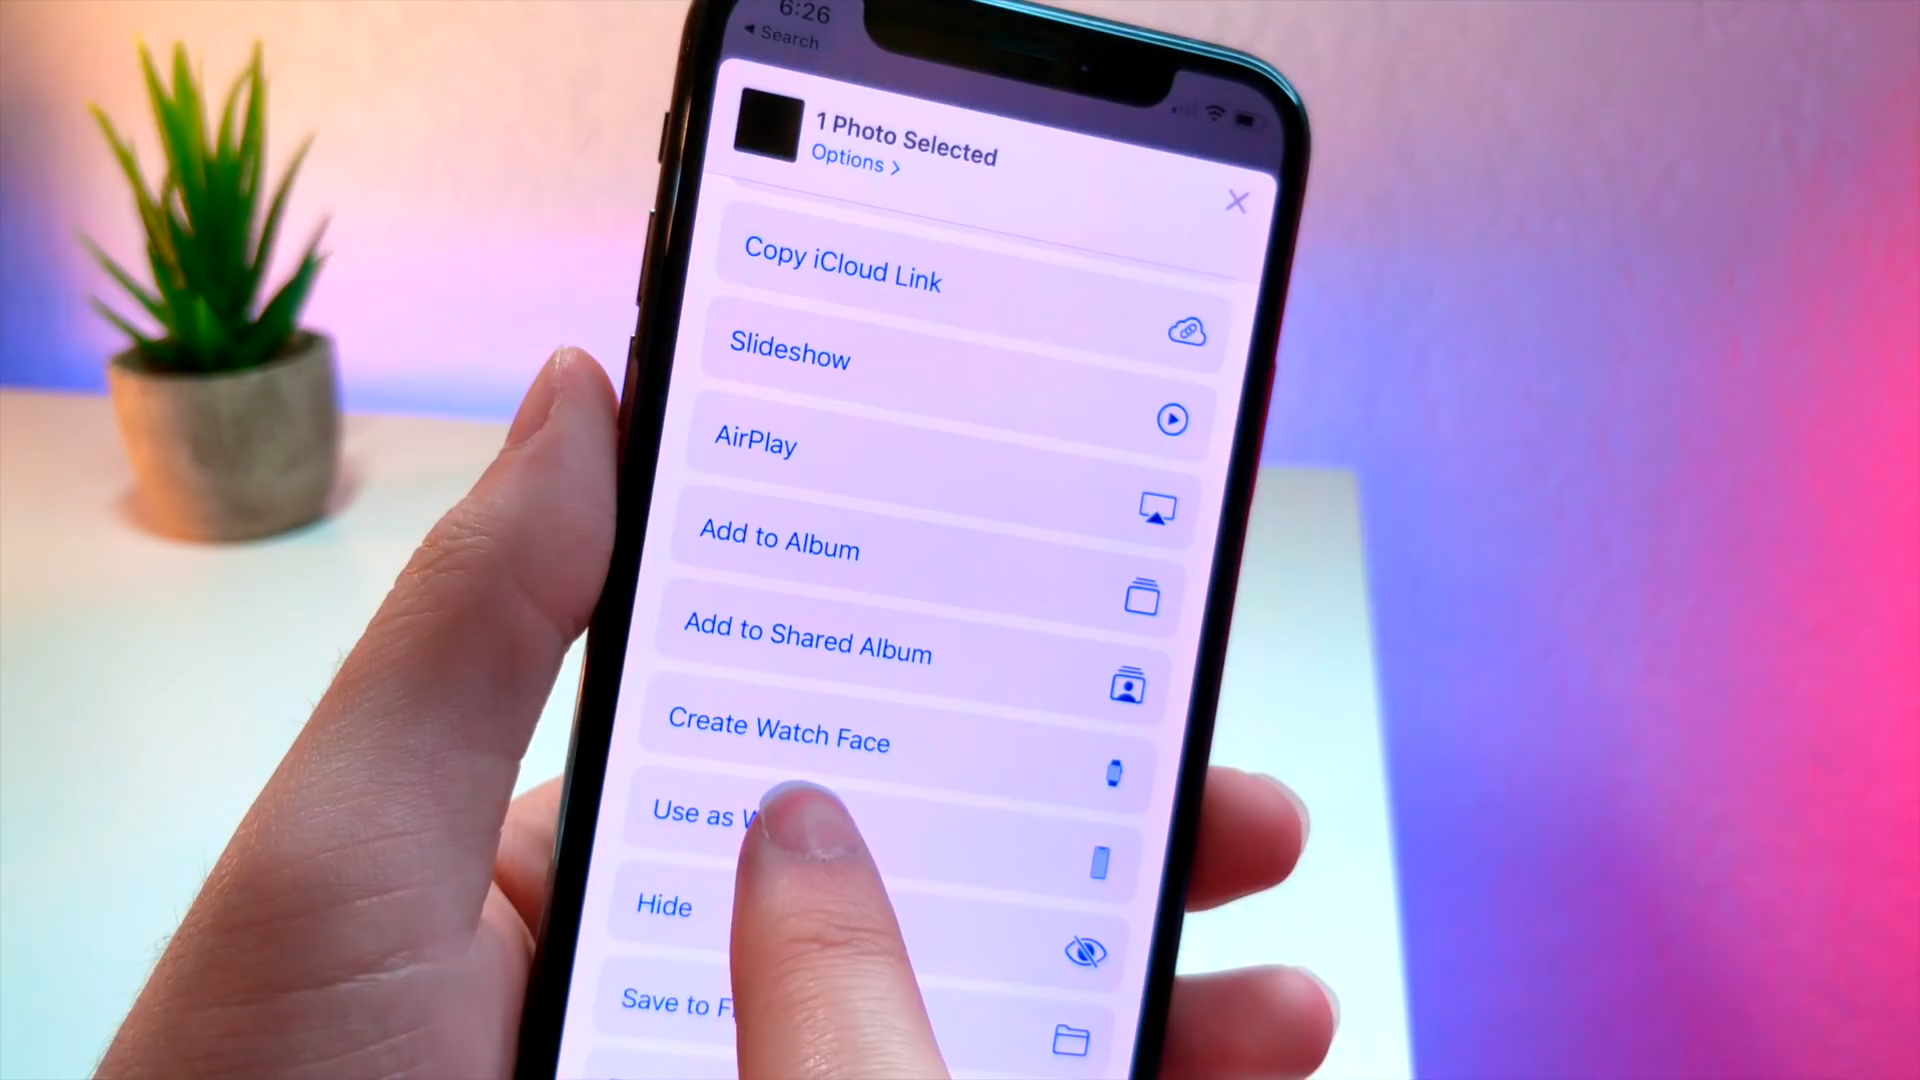 6:26
◀ Search
1 Photo Selected
Options >
Copy iCloud Link
Slideshow
AirPlay
Add to Album
Add to Shared Album
Create Watch Face
Use as
Hide
Save to